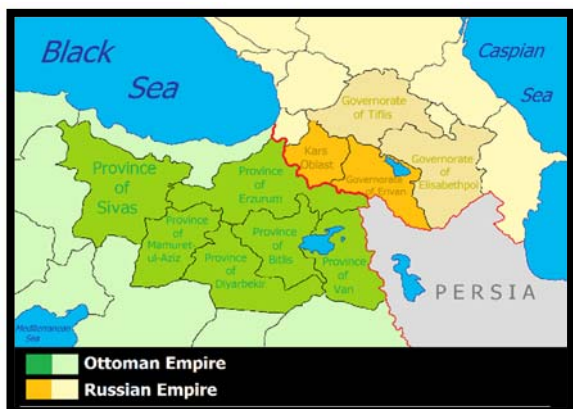 Black
Sea
Caspian
Sea
Governorate
of Tiflis
Kars
Oblast
Governorate
of Erivan
Governorate
of Elisabethpol
Province
of
Sivas
Province
of
Erzurum
Province
of
Mamuret-
ul-Aziz
Province
of
Diyarbekir
Province
of
Bitlis
Province
of
Van
PERSIA
Mediterranean
Sea
Ottoman Empire
Russian Empire